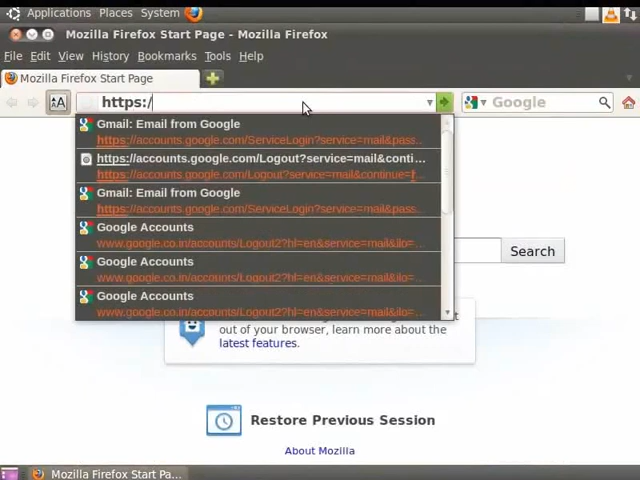 Applications Places System
Mozilla Firefox Start Page - Mozilla Firefox
File Edit View History Bookmarks Tools Help
Mozilla Firefox Start Page
https:/
Google
Gmail: Email from Google
https://accounts.google.com/ServiceLogin?service=mail&pass...
https://accounts.google.com/Logout?service=mail&conti...
https://accounts.google.com/Logout?service=mail&continue=...
Gmail: Email from Google
https://accounts.google.com/ServiceLogin?service=mail&pass...
Google Accounts
www.google.co.in/accounts/Logout2?hl=en&service=mail&ilo=...
Google Accounts
www.google.co.in/accounts/Logout2?hl=en&service=mail&ilo=...
Search
Google Accounts
www.google.co.in/accounts/Logout2?hl=en&service=mail&ilo=...
out of your browser, learn more about the
latest features.
Restore Previous Session
About Mozilla
Mozilla Firefox Start Pa...